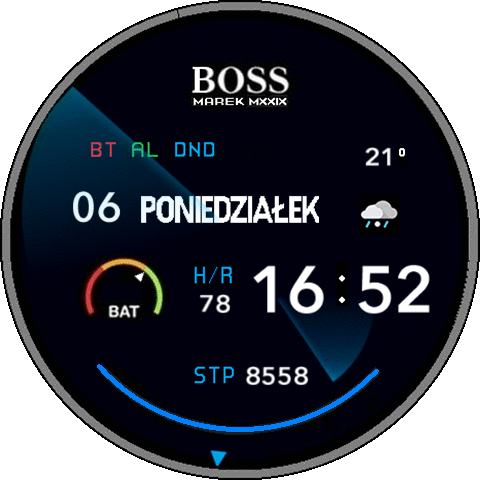 BOSS
MAREK MXXIX
BT AL DND
21°
06 PONIEDZIAŁEK
H/R
16:52
78
BAT
STP 8558